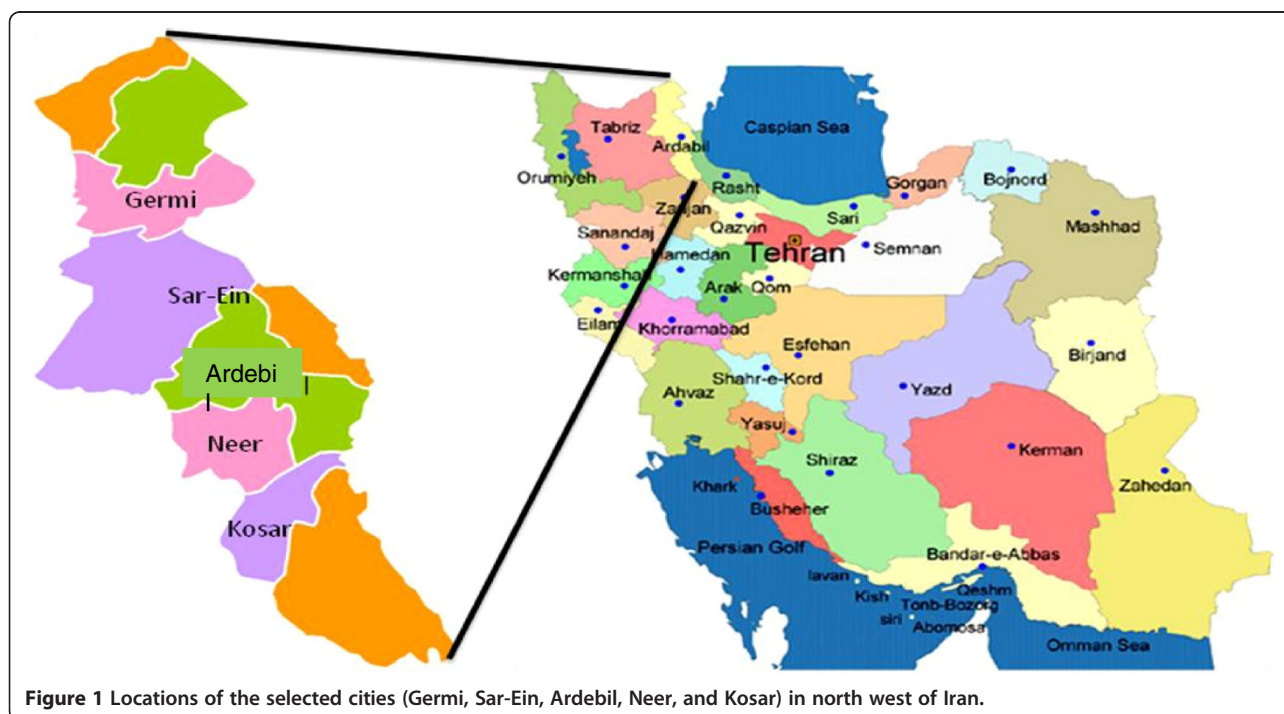 Germi
Sar-Ein
Ardebi
l
l
Neer
Kosar
Caspian Sea
Tabriz
Ardabil
Orumiyeh
Rasht
Gorgan
Bojnord
Zanjan
Sari
Mashhad
Qazvin
Sanandaj
Tehran
Semnan
Hamedan
Kermanshah
Arak
Qom
Eilam
Khorramabad
Esfehan
Birjand
Shahr-e-Kord
Ahvaz
Yazd
Yasuj
Kerman
Shiraz
Zahedan
Khark
Busheher
Persian Golf
Bandar-e-Abbas
lavan
Kish
Qeshm
Tonb-Bozorg
siri
Abomosa
Omman Sea
Figure 1 Locations of the selected cities (Germi, Sar-Ein, Ardebil, Neer, and Kosar) in north west of Iran.